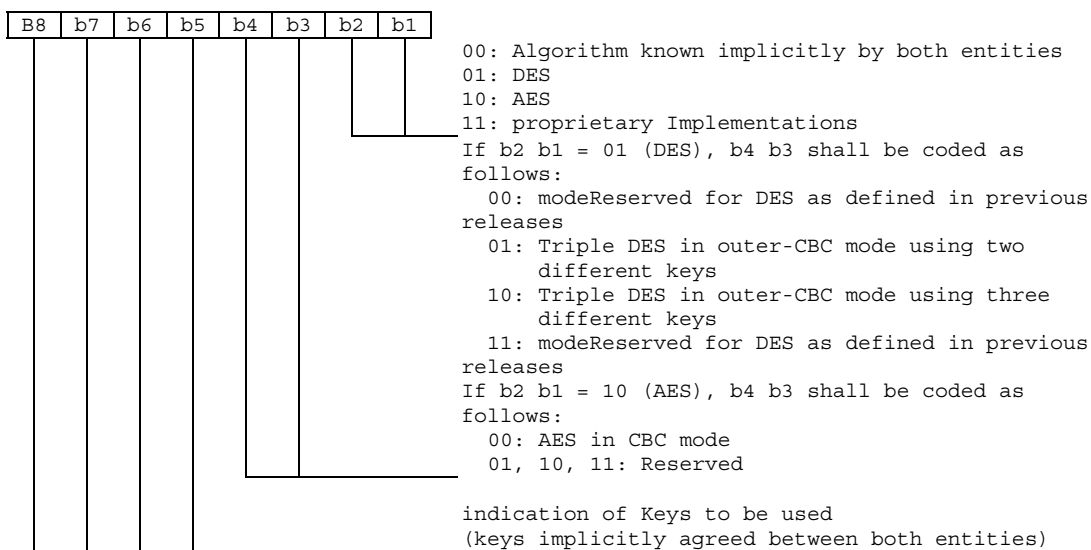 B8 b7 b6 b5 b4 b3 b2 b1
00: Algorithm known implicitly by both entities
01: DES
10: AES
11: proprietary Implementations
If b2 b1 = 01 (DES), b4 b3 shall be coded as
follows:
00: modeReserved for DES as defined in previous
releases
01: Triple DES in outer-CBC mode using two
different keys
10: Triple DES in outer-CBC mode using three
different keys
11: modeReserved for DES as defined in previous
releases
If b2 b1 = 10 (AES), b4 b3 shall be coded as
follows:
00: AES in CBC mode
01, 10, 11: Reserved
indication of Keys to be used
(keys implicitly agreed between both entities)